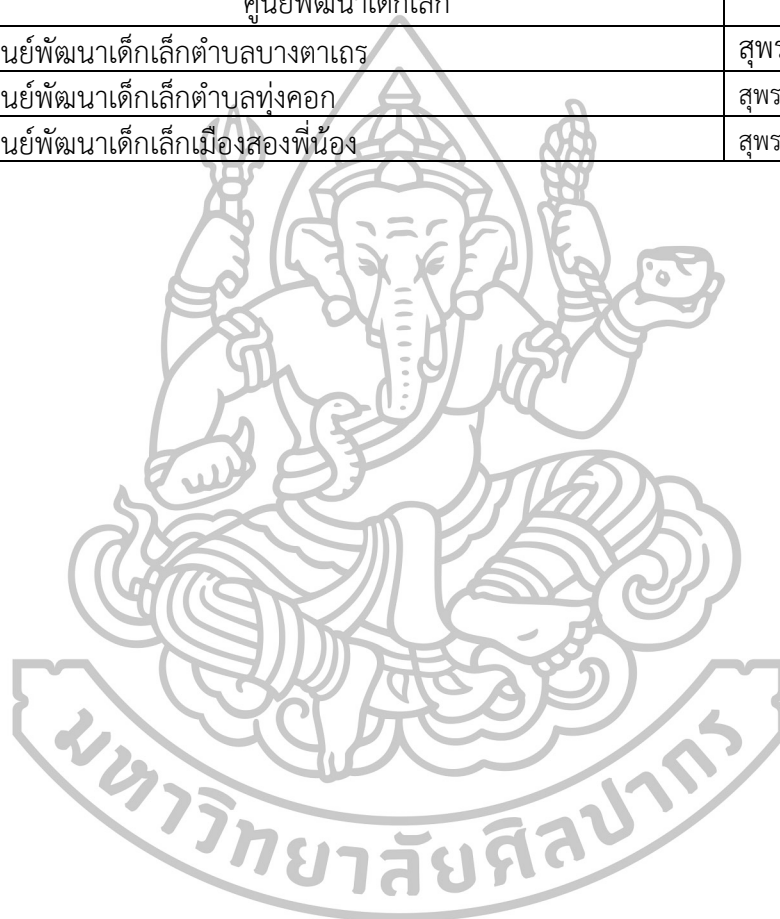 ศูนย์พัฒนาเด็กเล็ก
นย์พัฒนาเด็กเล็กตำบลบางตาเถร สุพร
นย์พัฒนาเด็กเล็กตำบลทุ่งคอก สุพร
นย์พัฒนาเด็กเล็กเมืองสองพี่น้อง สุพร
มหาวิทยาลัยศิลปากร